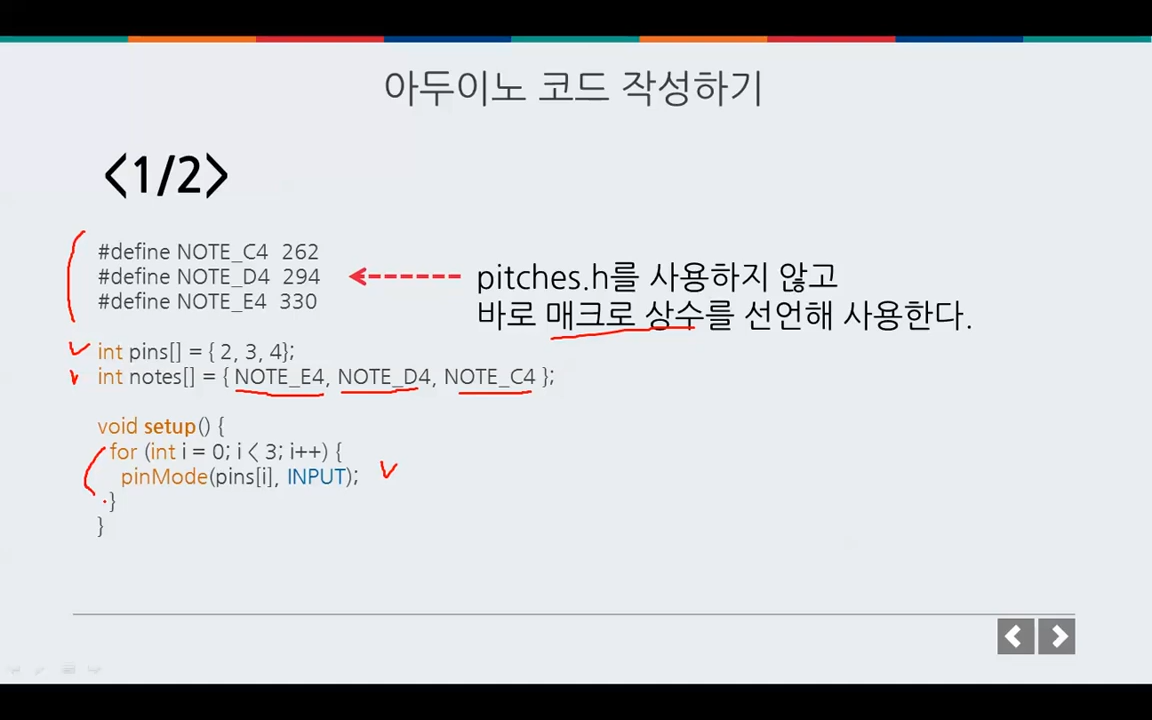 아두이노 코드 작성하기
<1/2>
#define NOTE_C4 262
#define NOTE_D4 294
#define NOTE_E4 330
pitches.h를 사용하지 않고
바로 매크로 상수를 선언해 사용한다.
int pins[] = { 2, 3, 4};
int notes[] = { NOTE_E4, NOTE_D4, NOTE_C4 };
void setup() {
for (int i = 0; i < 3; i++) {
pinMode(pins[i], INPUT);
}
}